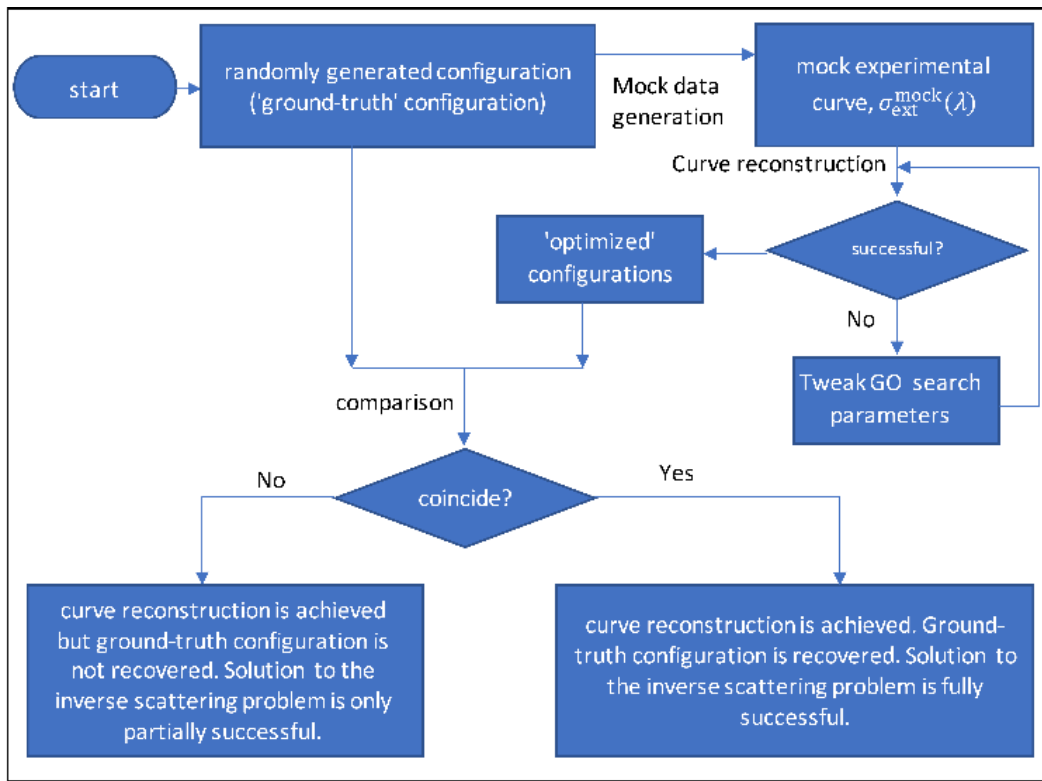 start
randomly generated configuration
('ground-truth' configuration)
Mock data
generation
mock experimental
curve, σ_ext^mock(λ)
Curve reconstruction
successful?
'optimized'
configurations
No
Tweak GO search
parameters
comparison
coincide?
No
Yes
curve reconstruction is achieved
but ground-truth configuration is
not recovered. Solution to the
inverse scattering problem is only
partially successful.
curve reconstruction is achieved. Ground-
truth configuration is recovered. Solution to
the inverse scattering problem is fully
successful.